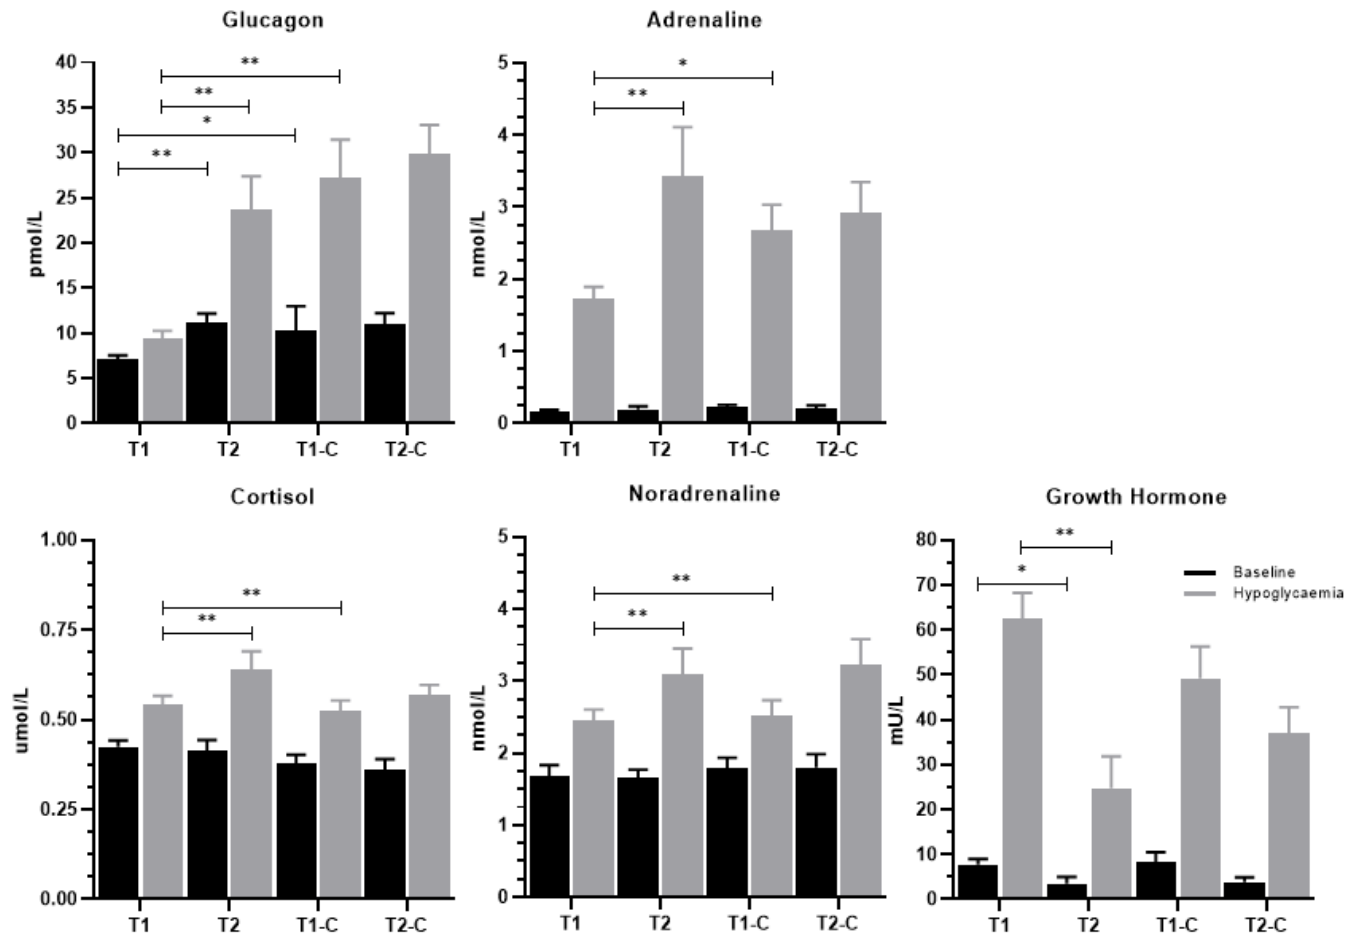 Glucagon
Adrenaline
40
35
30
25
20
15
10
5
0
pmol/L
**
**
*
**
T1
T2
T1-C
T2-C
5
4
3
2
1
0
nmol/L
*
**
T1
T2
T1-C
T2-C
Cortisol
Noradrenaline
Growth Hormone
1.00
0.75
0.50
0.25
0.00
umol/L
**
**
T1
T2
T1-C
T2-C
5
4
3
2
1
0
nmol/L
**
**
T1
T2
T1-C
T2-C
80
70
60
50
40
30
20
10
0
mU/L
**
*
Baseline
Hypoglycaemia
T1
T2
T1-C
T2-C